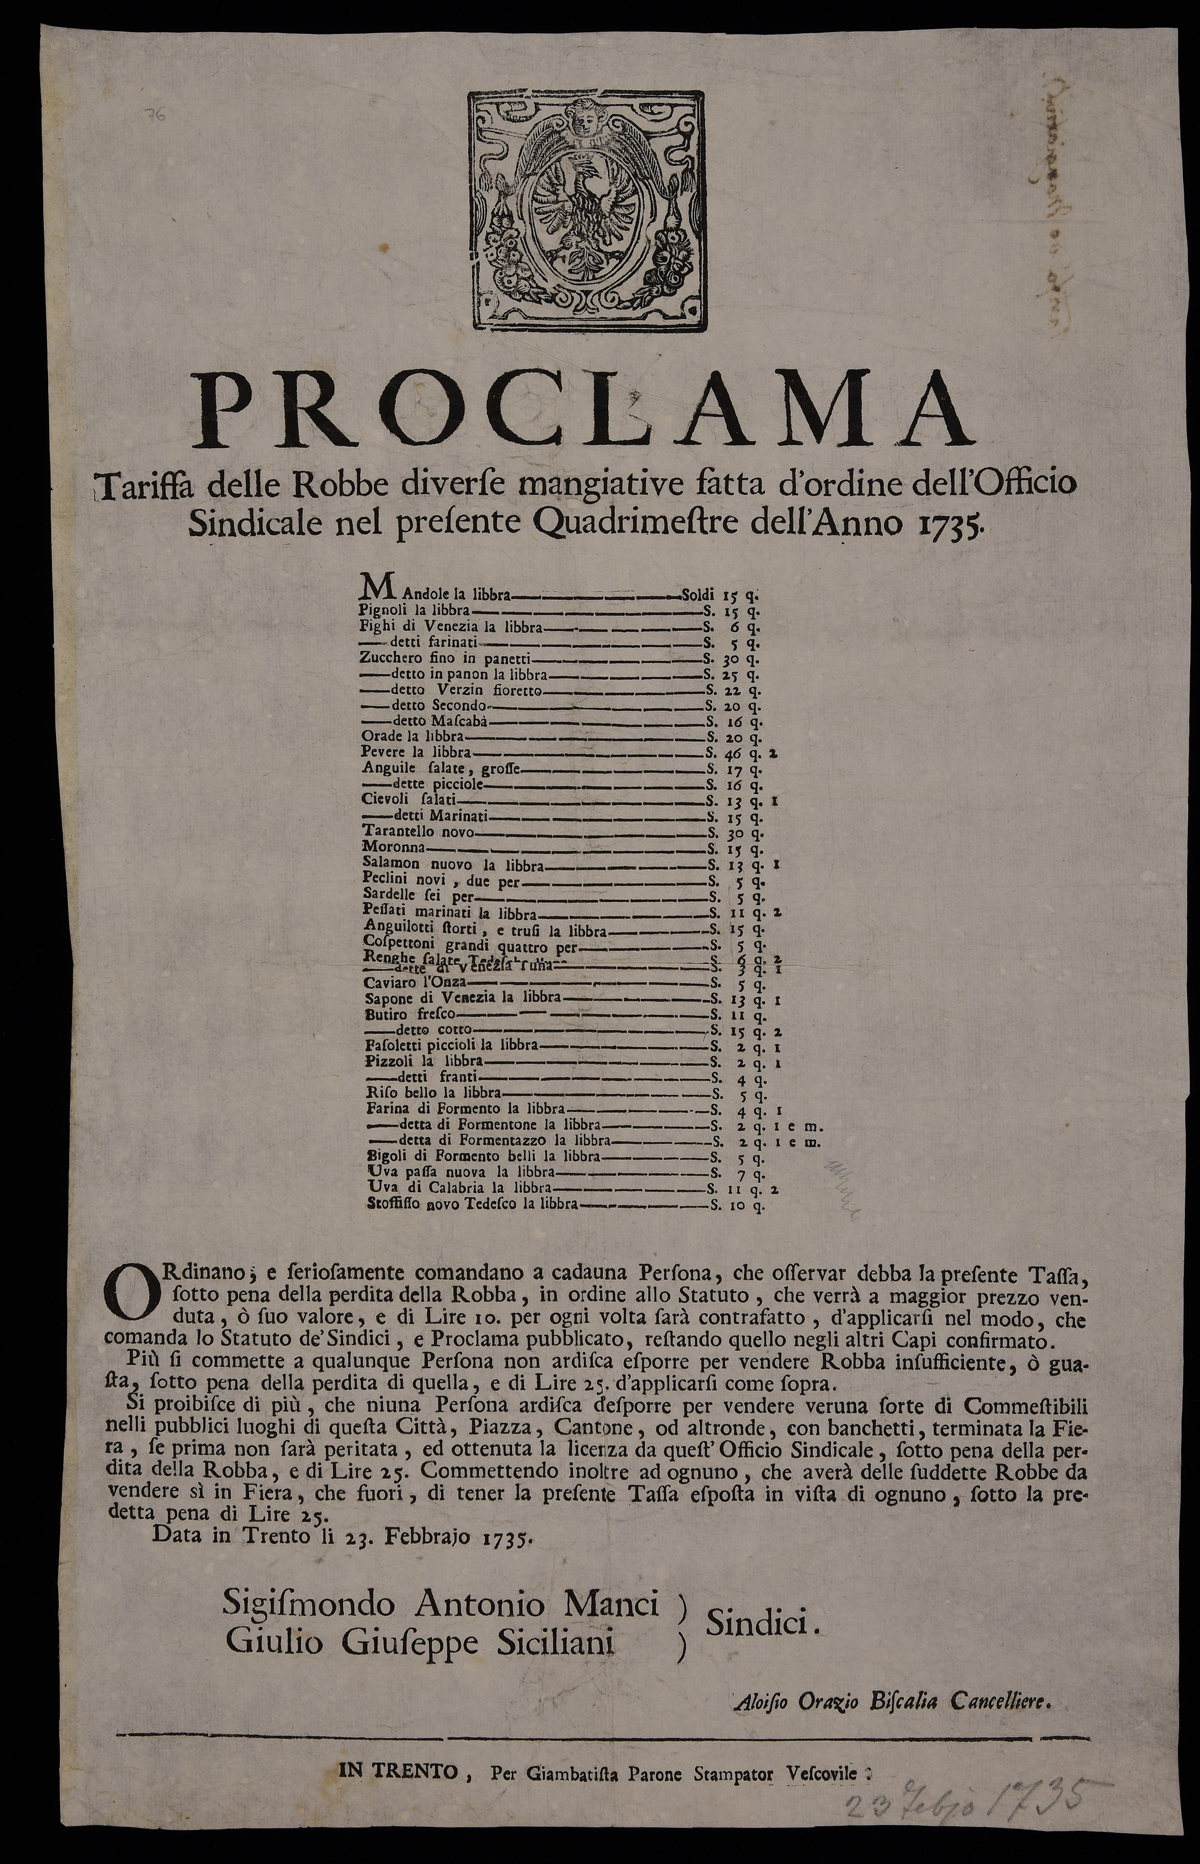 76
PROCLAMA
Tariffa delle Robbe diverſe mangiative fatta d'ordine dell'Officio
Sindicale nel preſente Quadrimeſtre dell'Anno 1735.
MAndole la libbra———Soldi 15 q.
Pignoli la libbra———S. 15 q.
Fighi di Venezia la libbra———S. 6 q.
——detti farinati———S. 5 q.
Zucchero fino in panetti———S. 30 q.
——detto in panon la libbra———S. 25 q.
——detto Verzin fioretto———S. 22 q.
——detto Secondo———S. 20 q.
——detto Maſcabà———S. 16 q.
Orade la libbra———S. 20 q.
Pevere la libbra———S. 46 q. 2
Anguile ſalate, groſſe———S. 17 q.
——dette picciole———S. 16 q.
Cievoli ſalati———S. 13 q. 1
——detti Marinati———S. 15 q.
Tarantello novo———S. 30 q.
Moronna———S. 15 q.
Salamon nuovo la libbra———S. 13 q. 1
Peclini novi, due per———S. 5 q.
Sardelle ſei per———S. 5 q.
Peſſati marinati la libbra———S. 11 q. 2
Anguilotti ſtorti, e truſi la libbra———S. 15 q.
Coſpettoni grandi quattro per———S. 5 q.
Renghe ſalate———S. 6 q. 2
——dette di Venezia l'una———S. 3 q. 1
Caviaro l'Onza———S. 5 q.
Sapone di Venezia la libbra———S. 13 q. 1
Butiro freſco———S. 11 q.
——detto cotto———S. 15 q. 2
Faſoletti piccioli la libbra———S. 2 q. 1
Pizzoli la libbra———S. 2 q. 1
——detti franti———S. 4 q.
Riſo bello la libbra———S. 5 q.
Farina di Formento la libbra———S. 4 q. 1
——detta di Formentone la libbra———S. 2 q. 1 e m.
——detta di Formentazzo la libbra———S. 2 q. 1 e m.
Bigoli di Formento belli la libbra———S. 5 q.
Uva paſſa nuova la libbra———S. 7 q.
Uva di Calabria la libbra———S. 11 q. 2
Stoffiſſo novo Tedeſco la libbra———S. 10 q.
ORdinano; e ſerioſamente comandano a cadauna Perſona, che oſſervar debba la preſente Taſſa,
ſotto pena della perdita della Robba, in ordine allo Statuto, che verrà a maggior prezzo ven-
duta, ò ſuo valore, e di Lire 10. per ogni volta ſarà contrafatto, d'applicarſi nel modo, che
comanda lo Statuto de' Sindici, e Proclama pubblicato, reſtando quello negli altri Capi confirmato.
Più ſi commette a qualunque Perſona non ardiſca eſporre per vendere Robba inſufficiente, ò gua-
ſta, ſotto pena della perdita di quella, e di Lire 25. d'applicarſi come ſopra.
Si proibiſce di più, che niuna Perſona ardiſca d'eſporre per vendere veruna ſorte di Commeſtibili
nelli pubblici luoghi di queſta Città, Piazza, Cantone, od altronde, con banchetti, terminata la Fie-
ra, ſe prima non ſarà peritata, ed ottenuta la licenza da queſt' Officio Sindicale, ſotto pena della per-
dita della Robba, e di Lire 25. Commettendo inoltre ad ognuno, che averà delle ſuddette Robbe da
vendere sì in Fiera, che fuori, di tener la preſente Taſſa eſpoſta in viſta di ognuno, ſotto la pre-
detta pena di Lire 25.
Data in Trento li 23. Febbrajo 1735.
Sigiſmondo Antonio Manci )
Giulio Giuſeppe Siciliani ) Sindici.
Aloiſio Orazio Biſcalia Cancelliere.
IN TRENTO, Per Giambatiſta Parone Stampator Veſcovile.
23 Febjo 1735